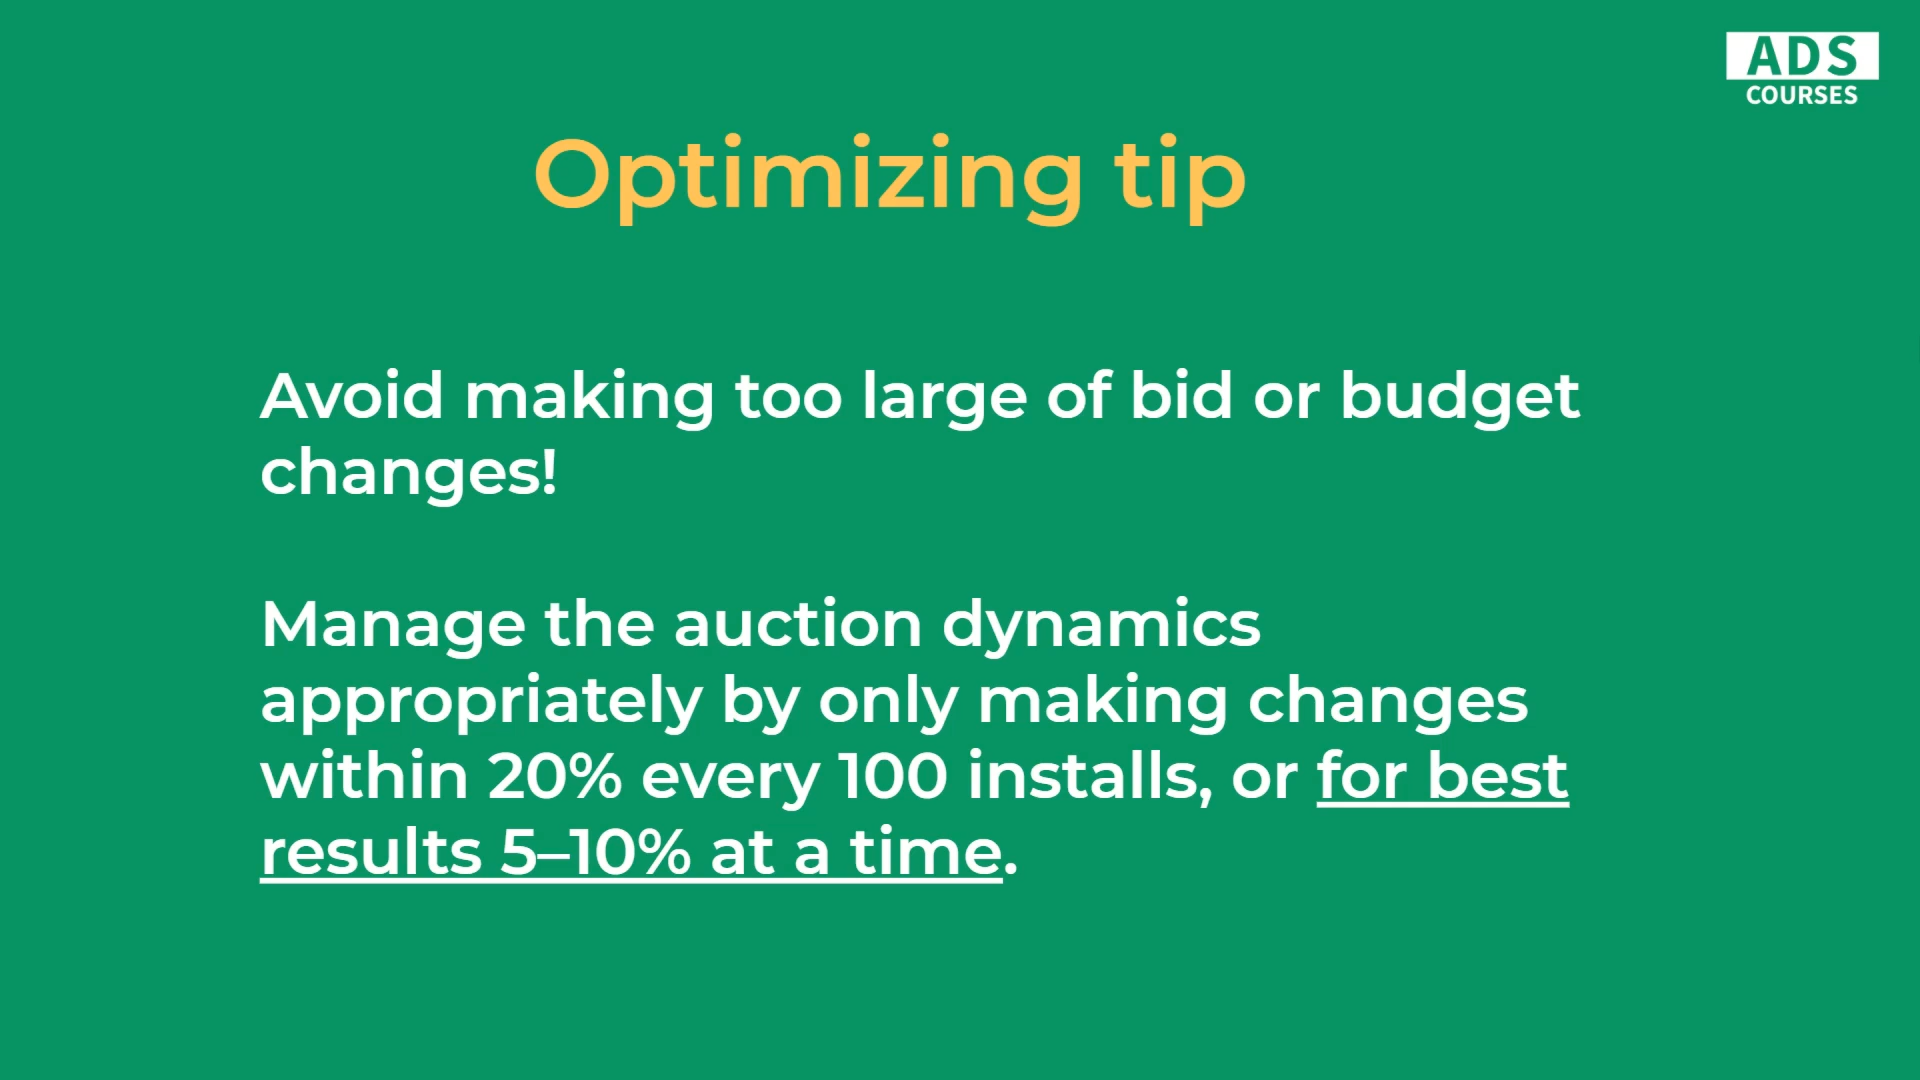 ADS
COURSES
Optimizing tip
Avoid making too large of bid or budget
changes!
Manage the auction dynamics
appropriately by only making changes
within 20% every 100 installs, or for best
results 5–10% at a time.